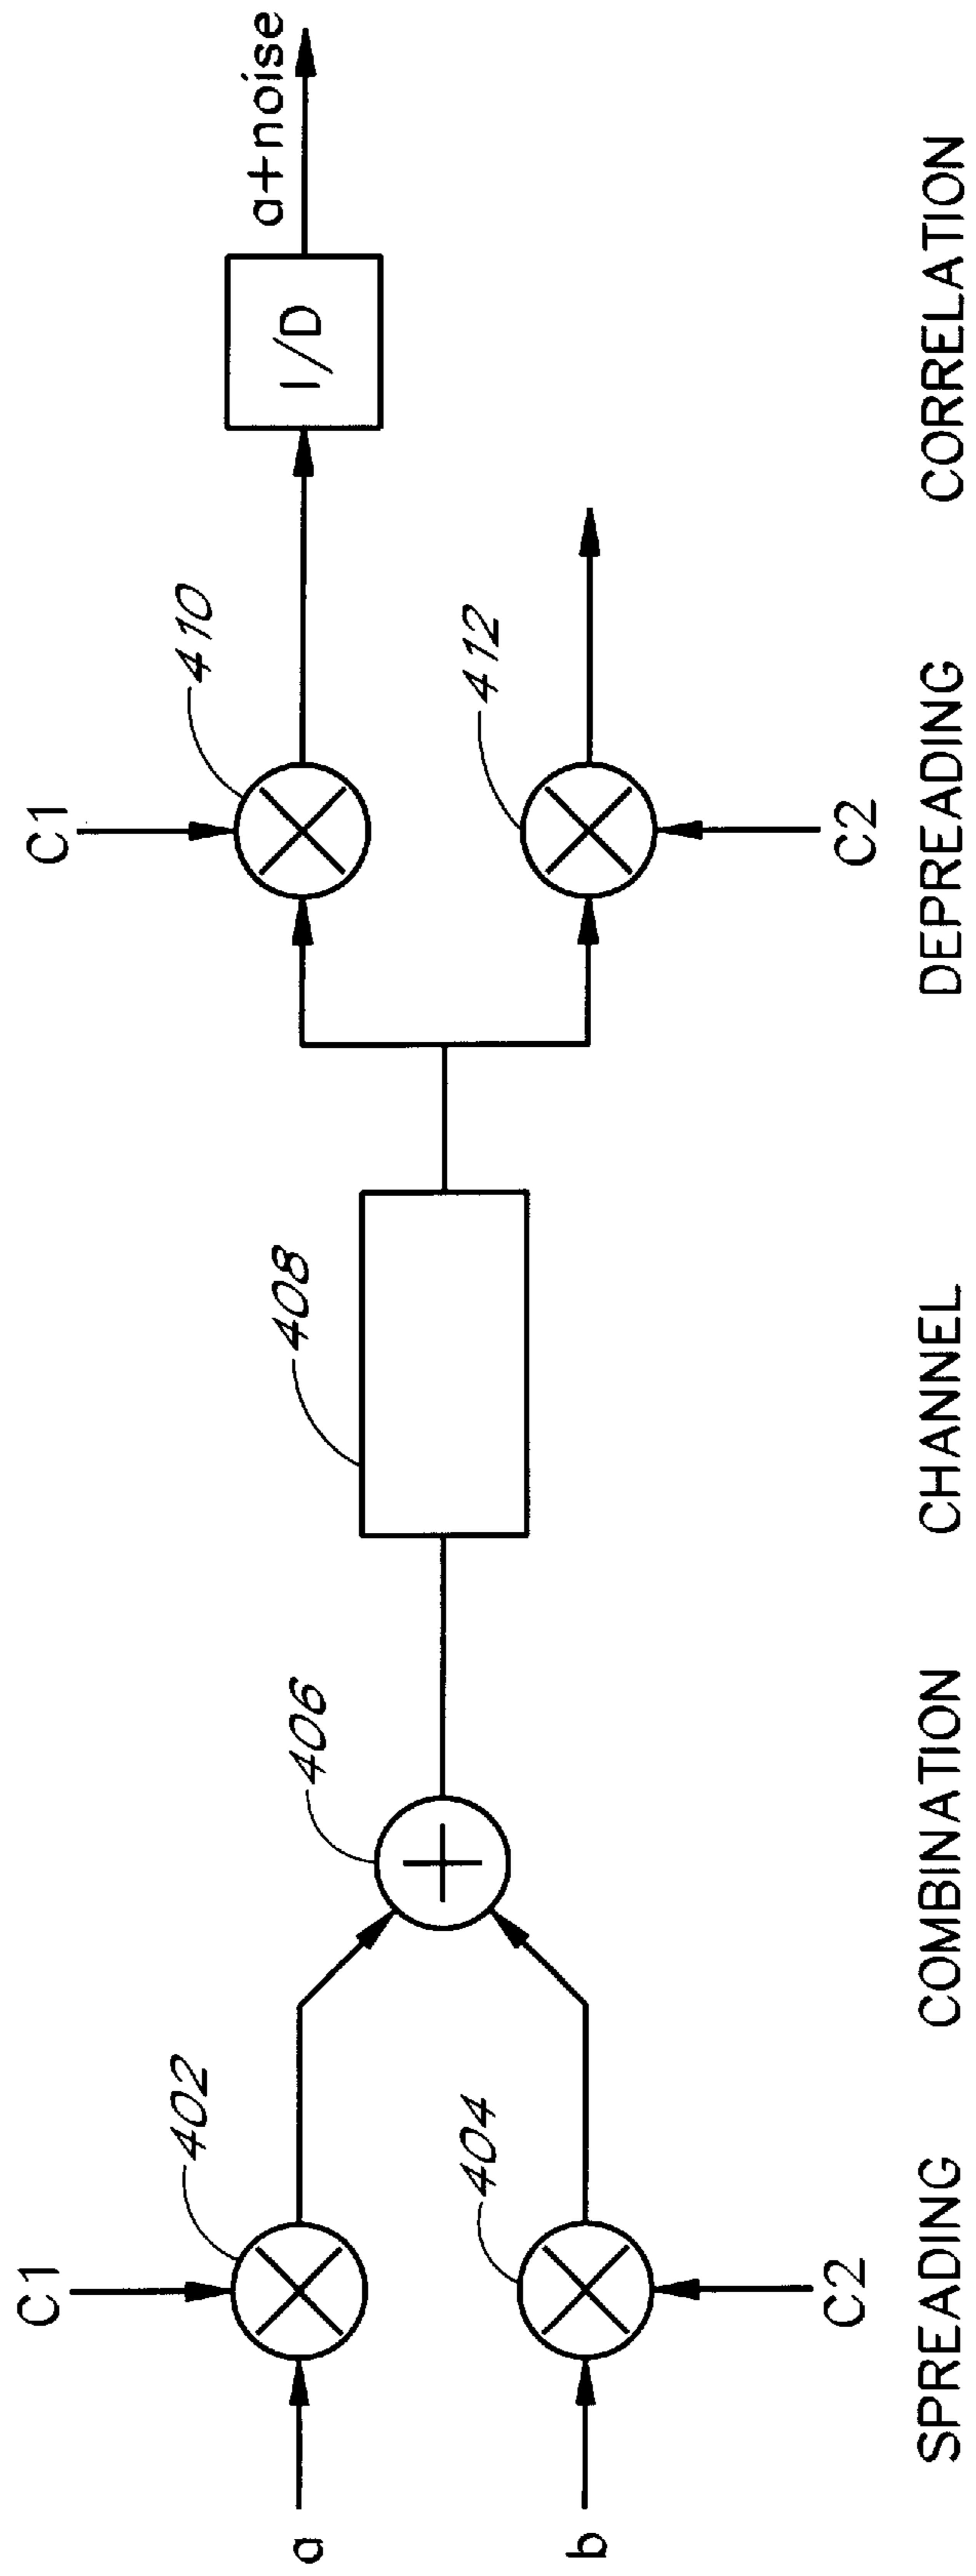 C1
C1
a+noise
402
410
I/D
a
406
408
404
412
b
C2
C2
SPREADING COMBINATION CHANNEL DEPREADING CORRELATION